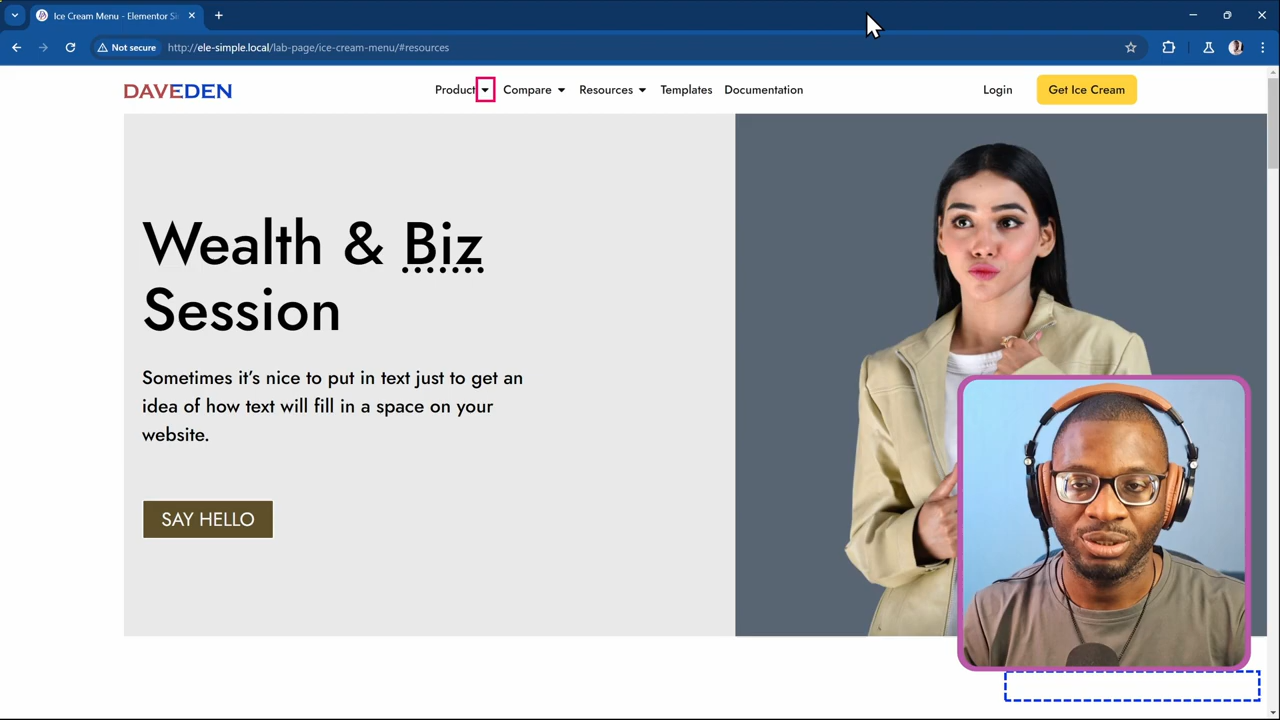 Ice Cream Menu - Elementor S
Not secure
http://ele-simple.local/lab-page/ice-cream-menu/#resources
DAVEDEN
Product Compare Resources Templates Documentation
Login
Get Ice Cream
Wealth & Biz
Session
Sometimes it's nice to put in text just to get an
idea of how text will fill in a space on your
website.
SAY HELLO